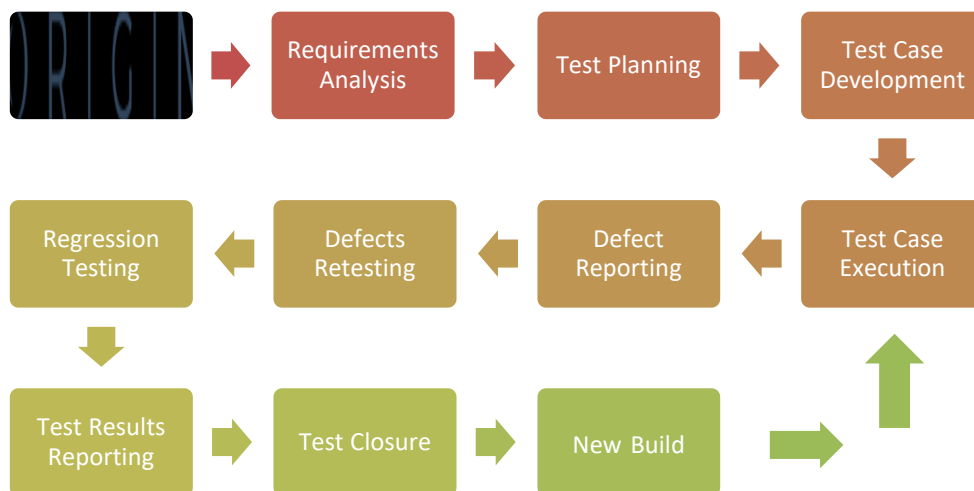 ORIGIN
Requirements
Analysis
Test Planning
Test Case
Development
Regression
Testing
Defects
Retesting
Defect
Reporting
Test Case
Execution
Test Results
Reporting
Test Closure
New Build